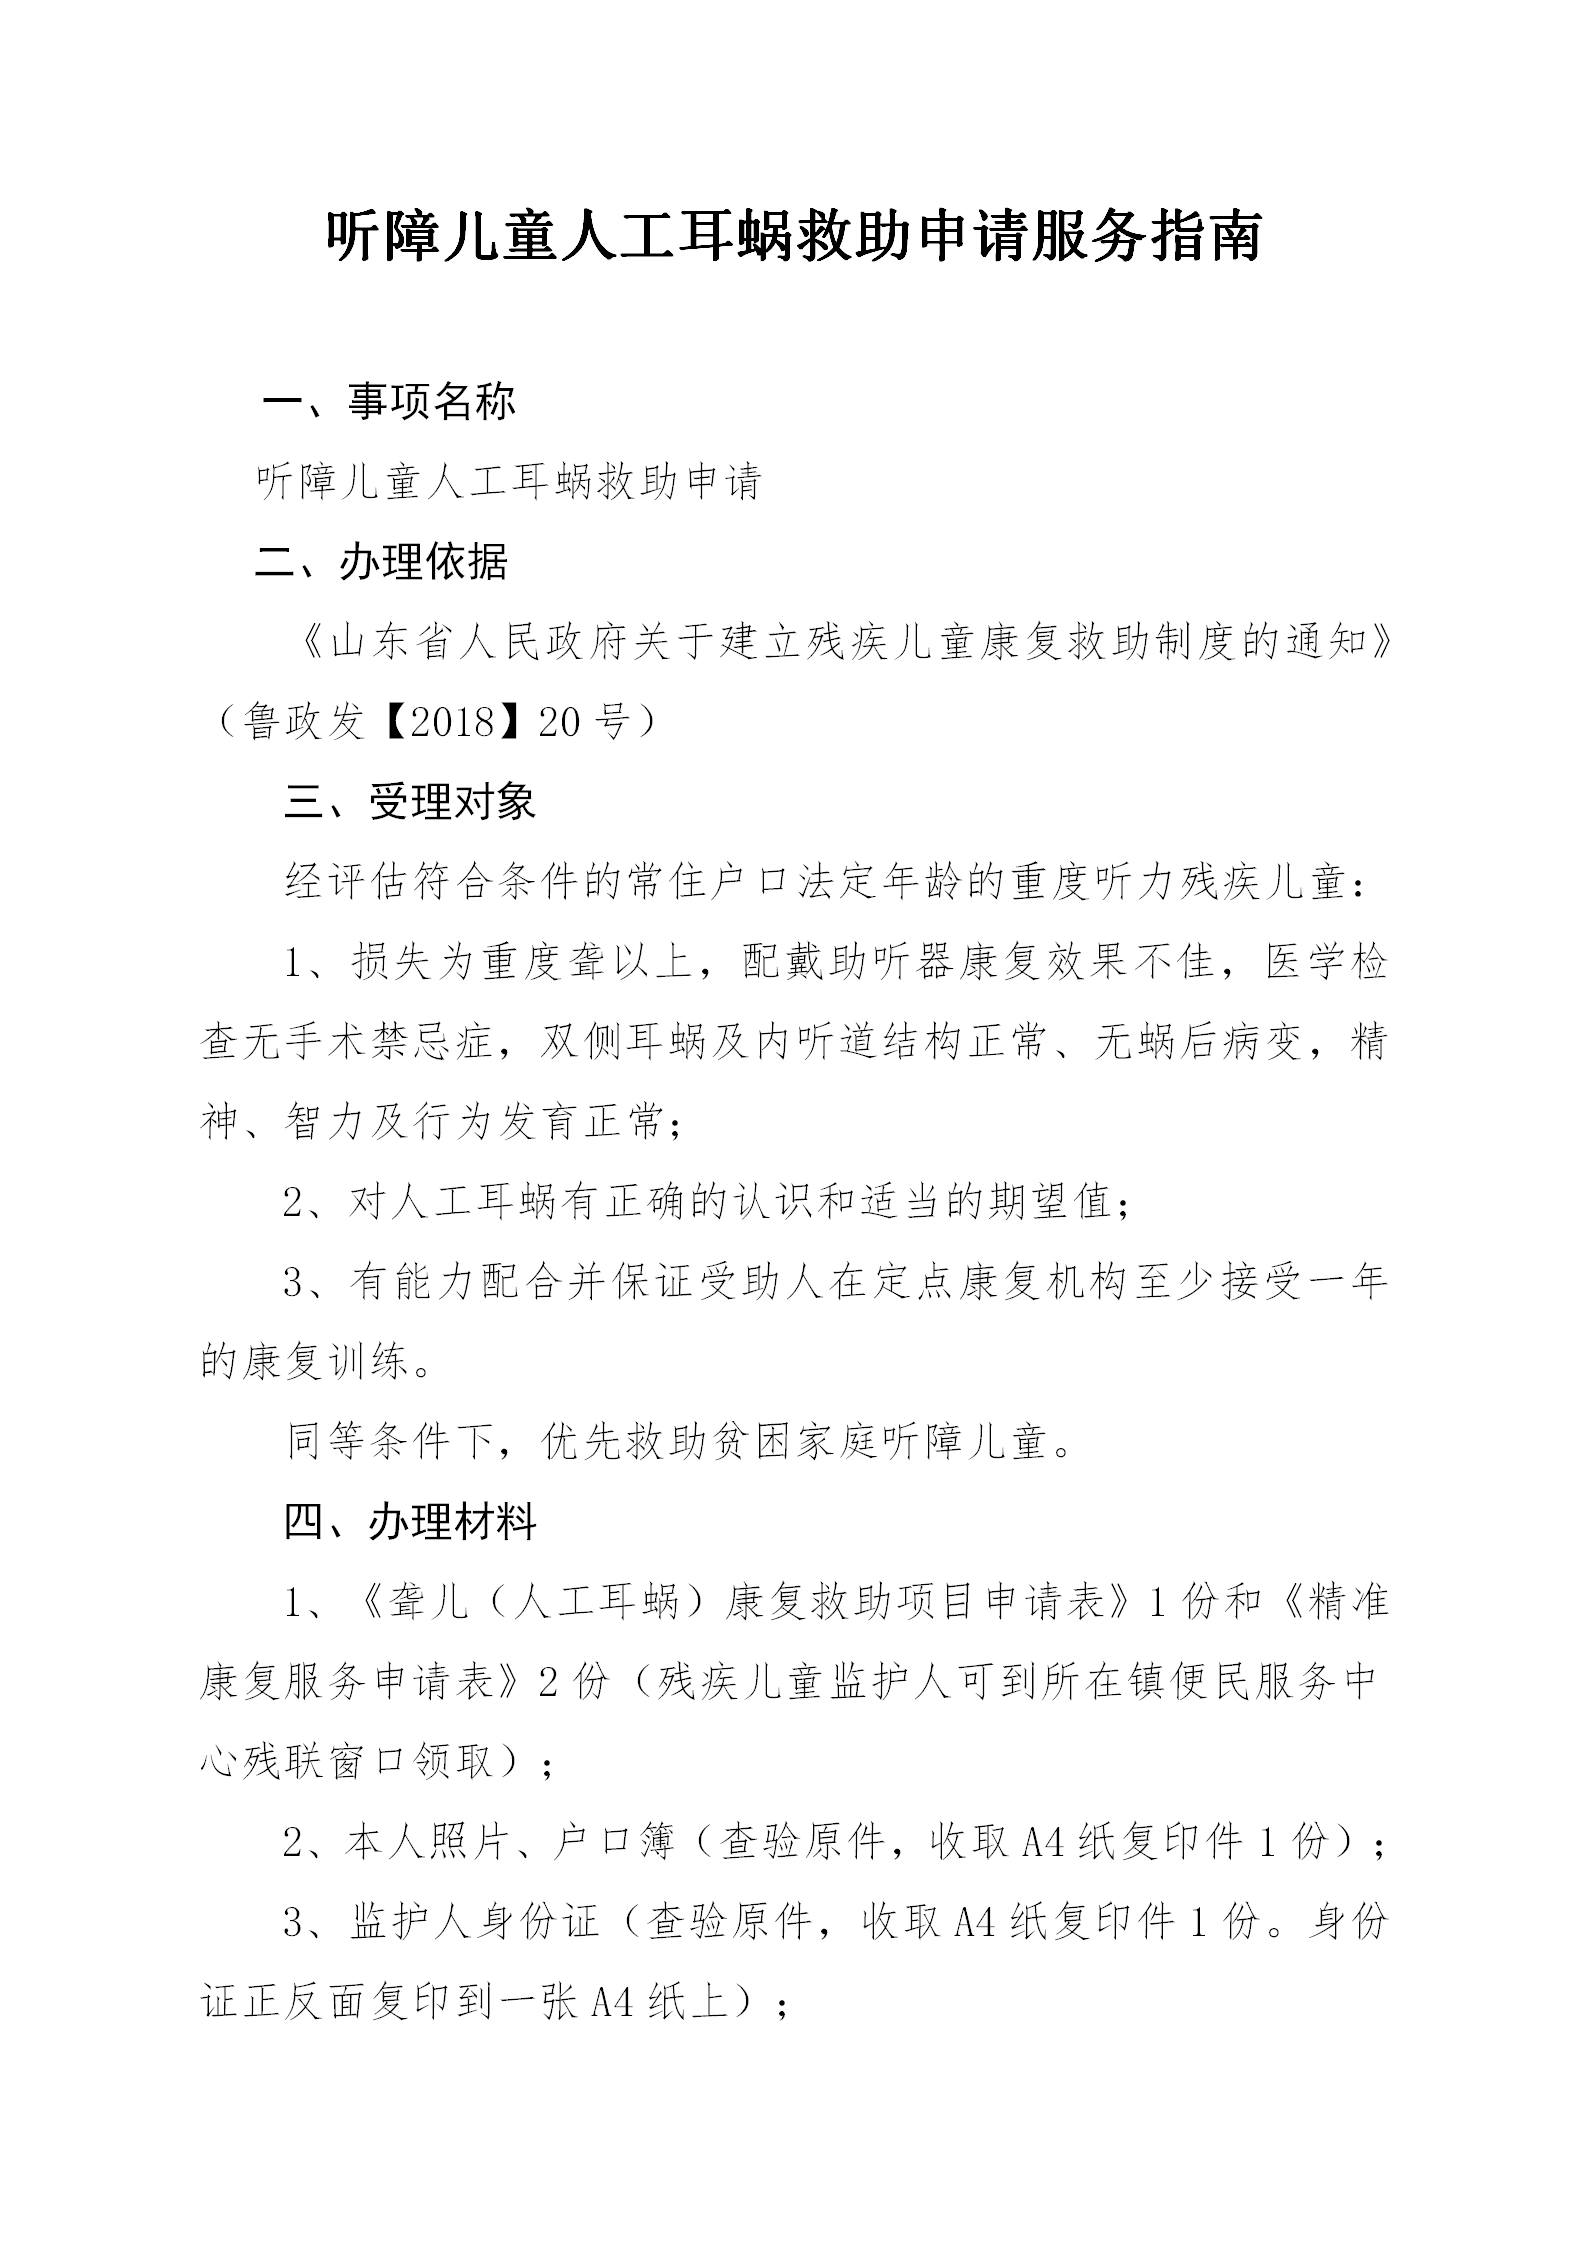 听障儿童人工耳蜗救助申请服务指南
一、事项名称
听障儿童人工耳蜗救助申请
二、办理依据
《山东省人民政府关于建立残疾儿童康复救助制度的通知》
（鲁政发【2018】20 号）
三、受理对象
经评估符合条件的常住户口法定年龄的重度听力残疾儿童：
1、损失为重度聋以上，配戴助听器康复效果不佳，医学检
查无手术禁忌症，双侧耳蜗及内听道结构正常、无蜗后病变，精
神、智力及行为发育正常；
2、对人工耳蜗有正确的认识和适当的期望值；
3、有能力配合并保证受助人在定点康复机构至少接受一年
的康复训练。
同等条件下，优先救助贫困家庭听障儿童。
四、办理材料
1、《聋儿（人工耳蜗）康复救助项目申请表》1 份和《精准
康复服务申请表》2 份（残疾儿童监护人可到所在镇便民服务中
心残联窗口领取）；
2、本人照片、户口簿（查验原件，收取 A4 纸复印件 1 份）；
3、监护人身份证（查验原件，收取 A4 纸复印件 1 份。身份
证正反面复印到一张 A4 纸上）；